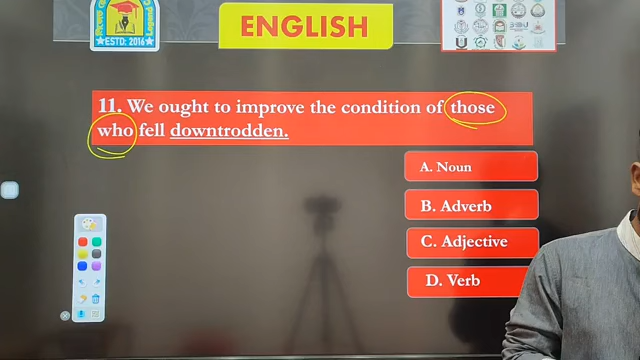 ENGLISH
ESTD: 2016
11. We ought to improve the condition of those
who fell downtrodden.
A. Noun
B. Adverb
C. Adjective
D. Verb